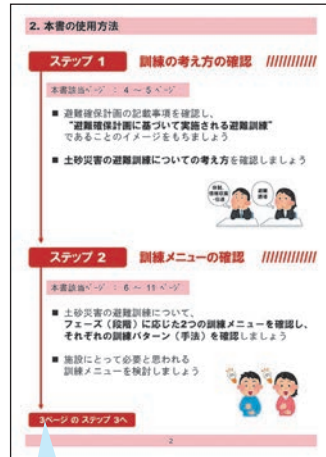 2. 本書の使用方法
ステップ 1 訓練の考え方の確認
本書該当ページ ： 4 ～ 5 ページ
■ 避難確保計画の記載事項を確認し、
“避難確保計画に基づいて実施される避難訓練”
であることのイメージをもちましょう
■ 土砂災害の避難訓練についての考え方を確認しましょう
避難
ステップ 2 訓練メニューの確認
本書該当ページ ： 6 ～ 11 ページ
■ 土砂災害の避難訓練について、
フェーズ（段階）に応じた2つの訓練メニューを確認し、
それぞれの訓練パターン（手法）を確認しましょう
■ 施設にとって必要と思われる
訓練メニューを検討しましょう
3ページ の ステップ 3へ
2